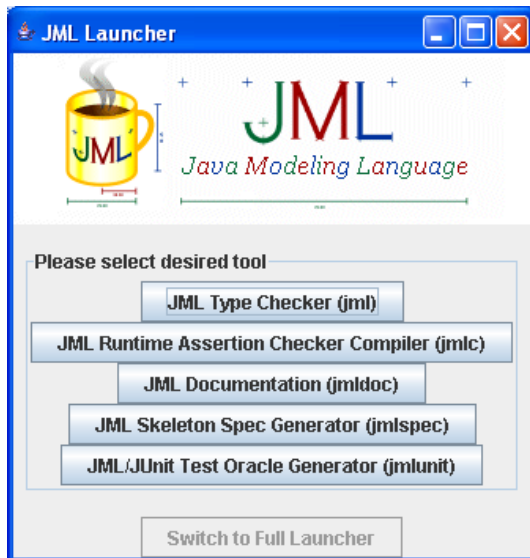 JML Launcher
JML
JML
Java Modeling Language
Please select desired tool
JML Type Checker (jml)
JML Runtime Assertion Checker Compiler (jmlc)
JML Documentation (jmldoc)
JML Skeleton Spec Generator (jmlspec)
JML/JUnit Test Oracle Generator (jmlunit)
Switch to Full Launcher